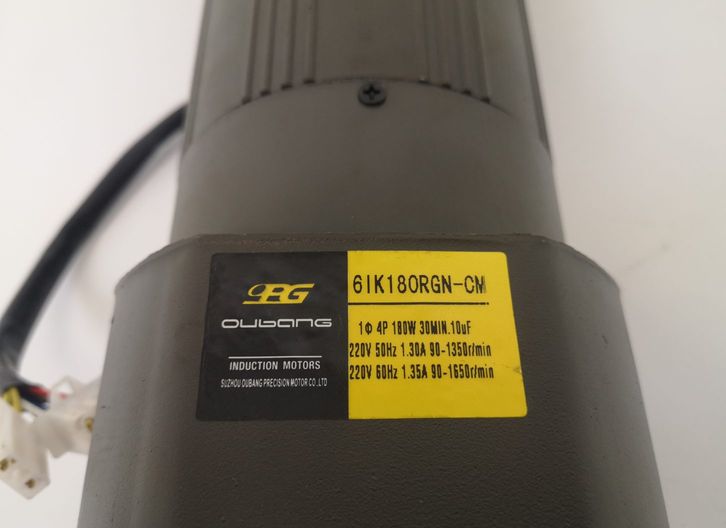 OPG
OUBANG
INDUCTION MOTORS
SUZHOU OUBANG PRECISION MOTOR CO.,LTD
6IK180RGN-CM
1Φ 4P 180W 30MIN.10uF
220V 50Hz 1.30A 90-1350r/min
220V 60Hz 1.35A 90-1650r/min